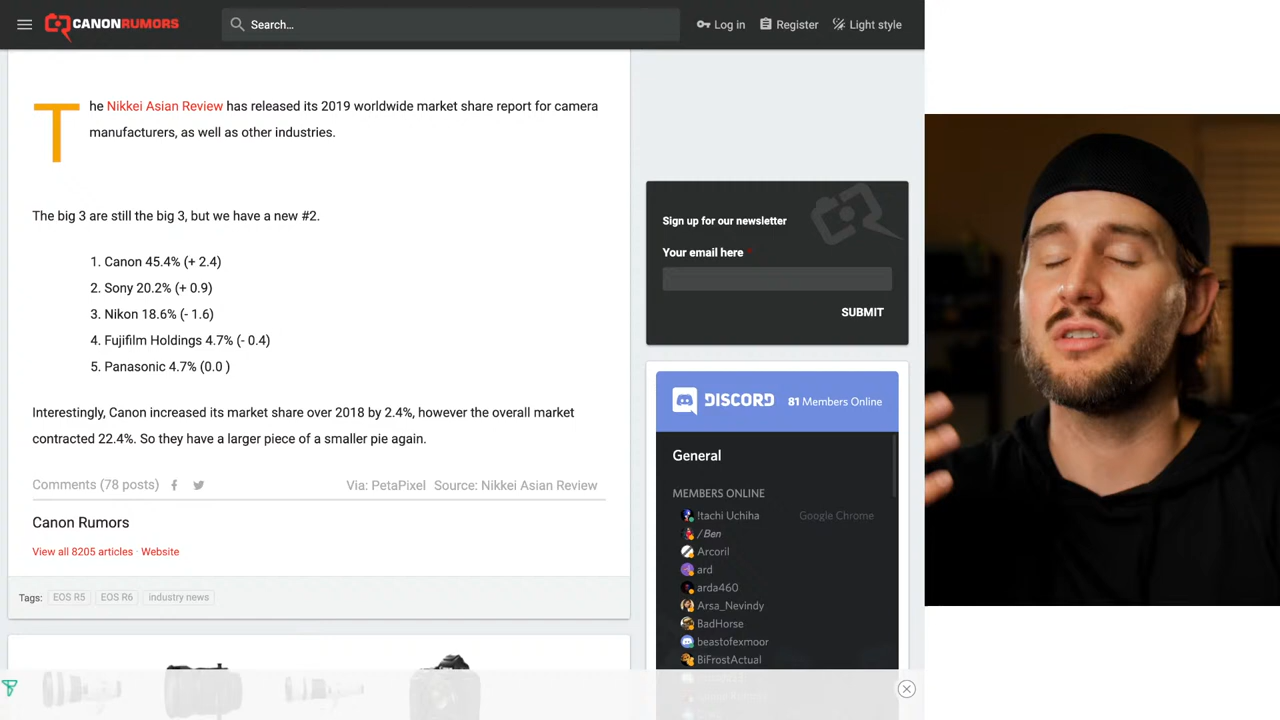 CANONRUMORS
Search...
Log in
Register
Light style
The Nikkei Asian Review has released its 2019 worldwide market share report for camera
manufacturers, as well as other industries.
The big 3 are still the big 3, but we have a new #2.
1. Canon 45.4% (+ 2.4)
2. Sony 20.2% (+ 0.9)
3. Nikon 18.6% (- 1.6)
4. Fujifilm Holdings 4.7% (- 0.4)
5. Panasonic 4.7% (0.0 )
Interestingly, Canon increased its market share over 2018 by 2.4%, however the overall market
contracted 22.4%. So they have a larger piece of a smaller pie again.
Comments (78 posts)
Via: PetaPixel Source: Nikkei Asian Review
Canon Rumors
View all 8205 articles · Website
Tags: EOS R5 EOS R6 industry news
Sign up for our newsletter
Your email here *
SUBMIT
DISCORD 81 Members Online
General
MEMBERS ONLINE
Itachi Uchiha Google Chrome
/Ben
Arcoril
ard
arda460
Arsa_Nevindy
BadHorse
beastofexmoor
BiFrostActual